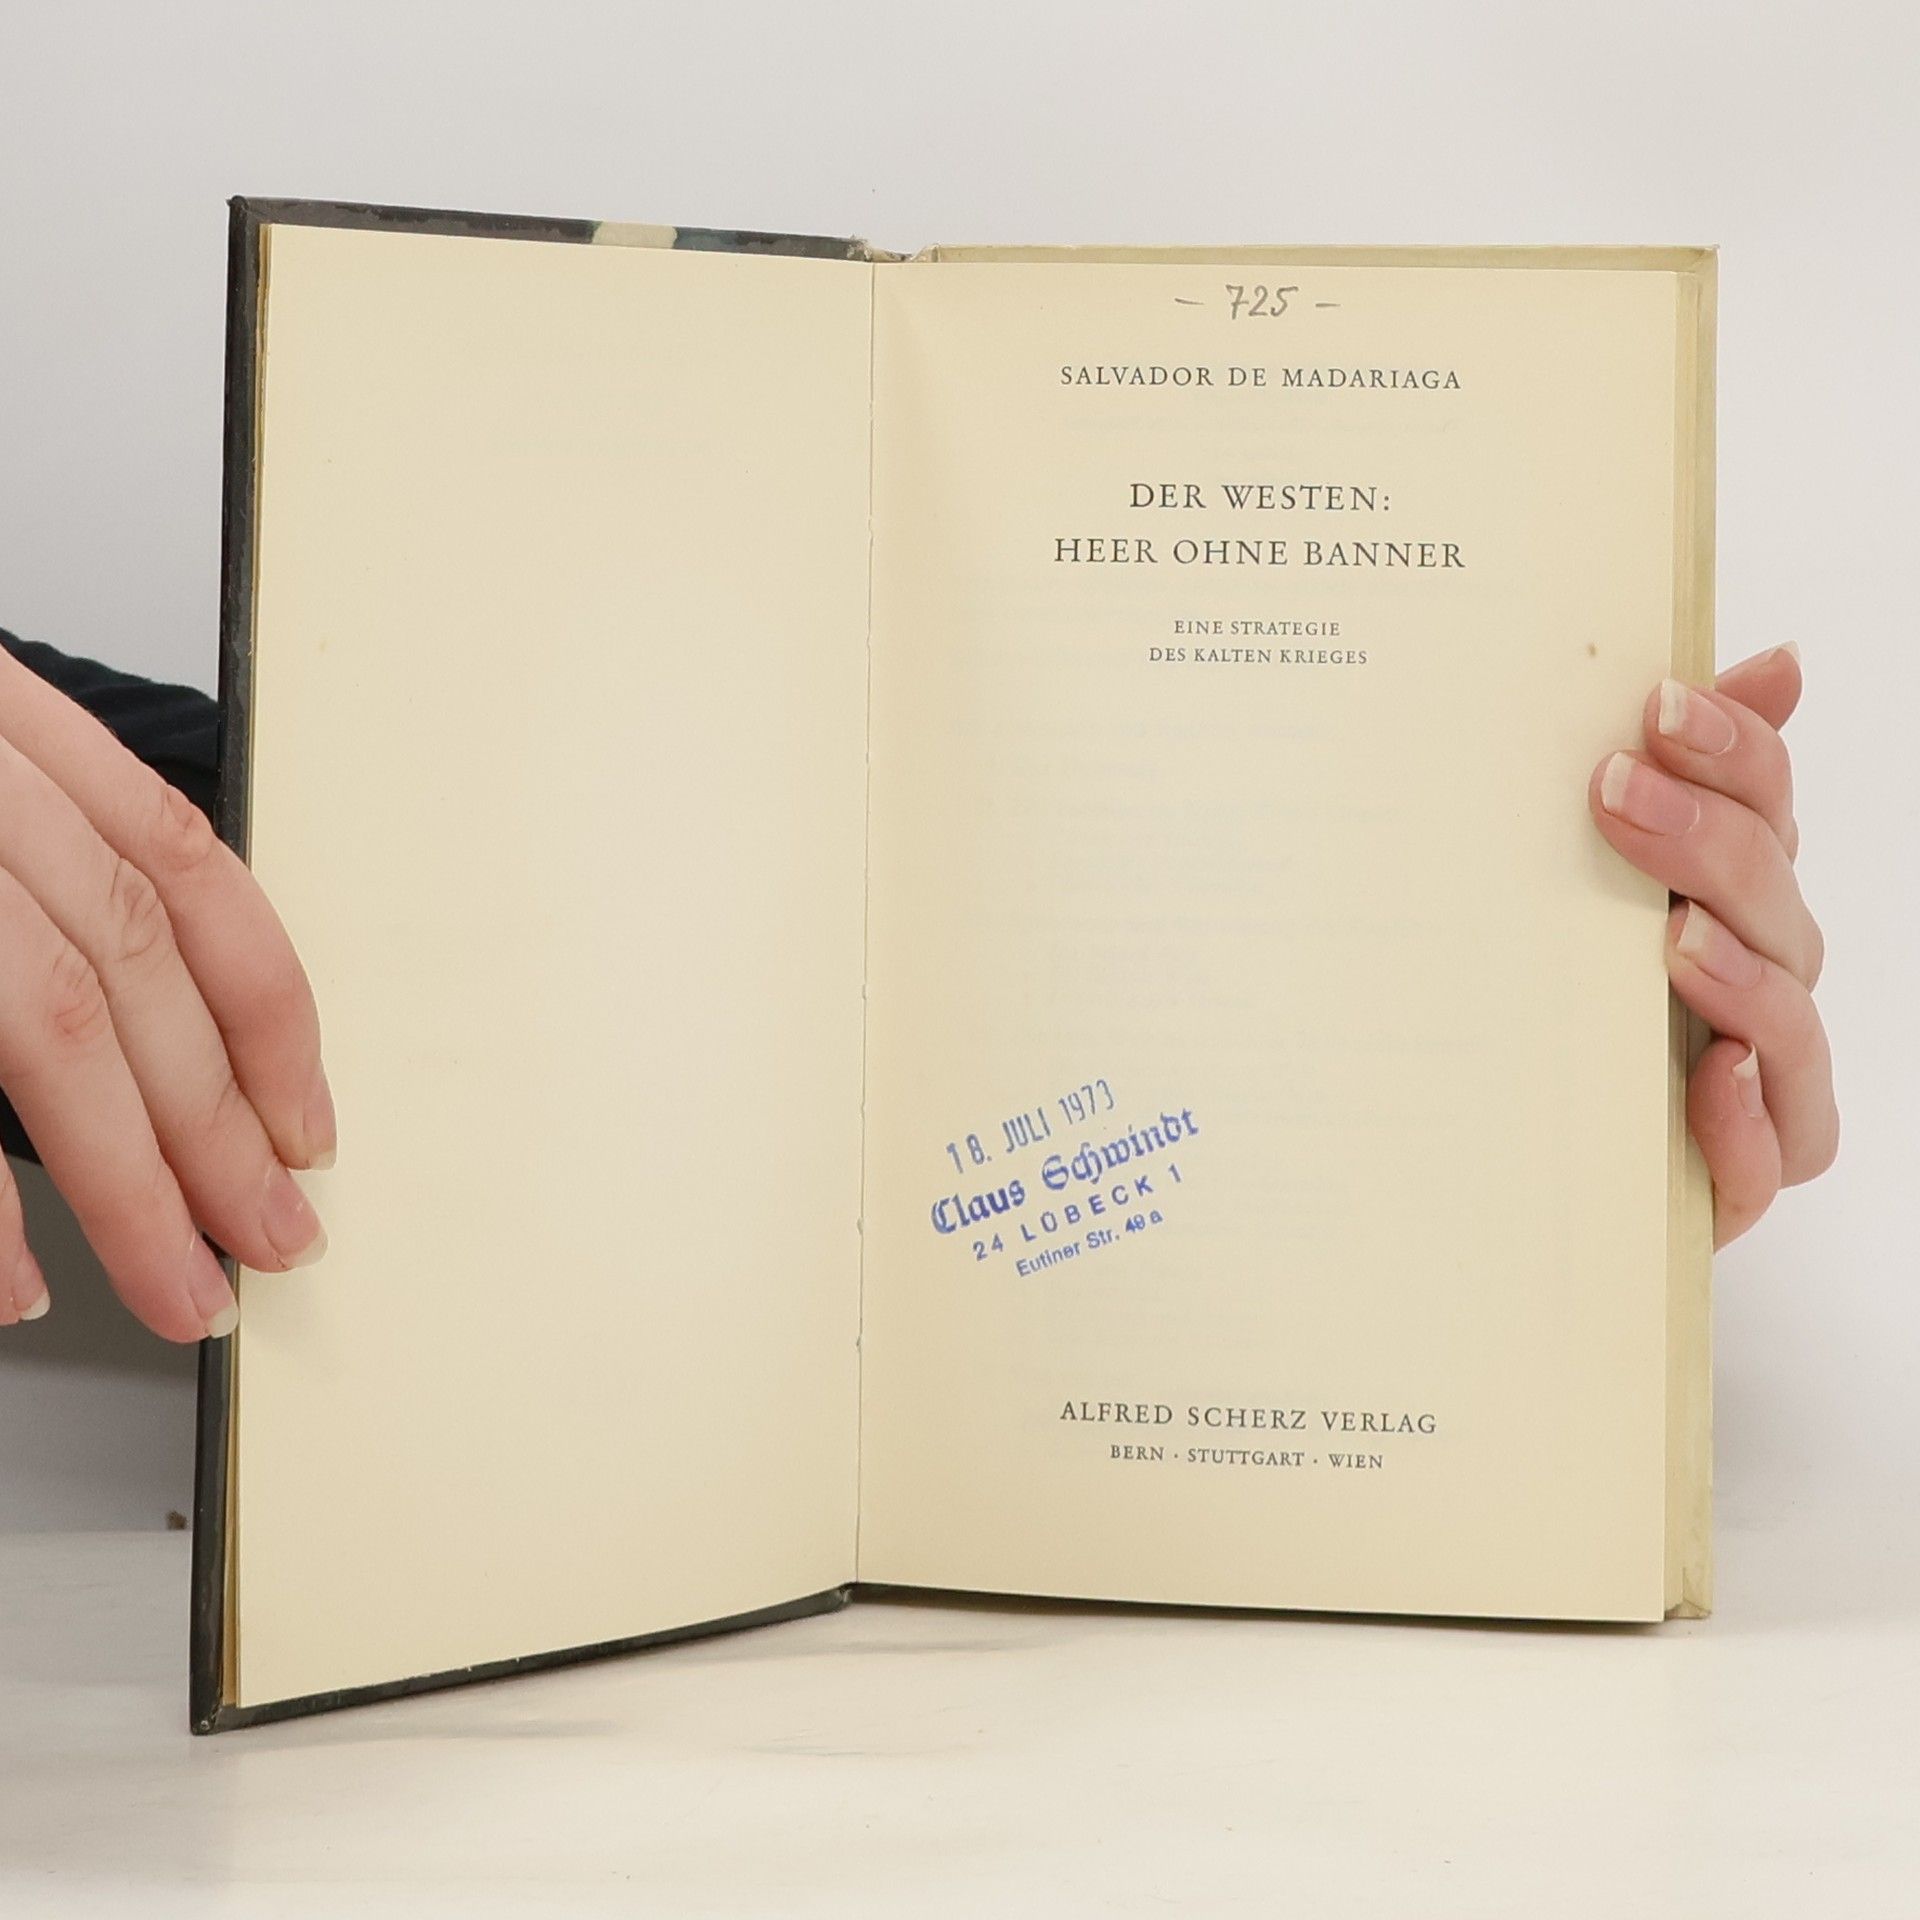 – 725 –
SALVADOR DE MADARIAGA
DER WESTEN:
HEER OHNE BANNER
EINE STRATEGIE
DES KALTEN KRIEGES
18. JULI 1973
Claus Schwindt
24 LÜBECK 1
Eutiner Str. 49a
ALFRED SCHERZ VERLAG
BERN · STUTTGART · WIEN